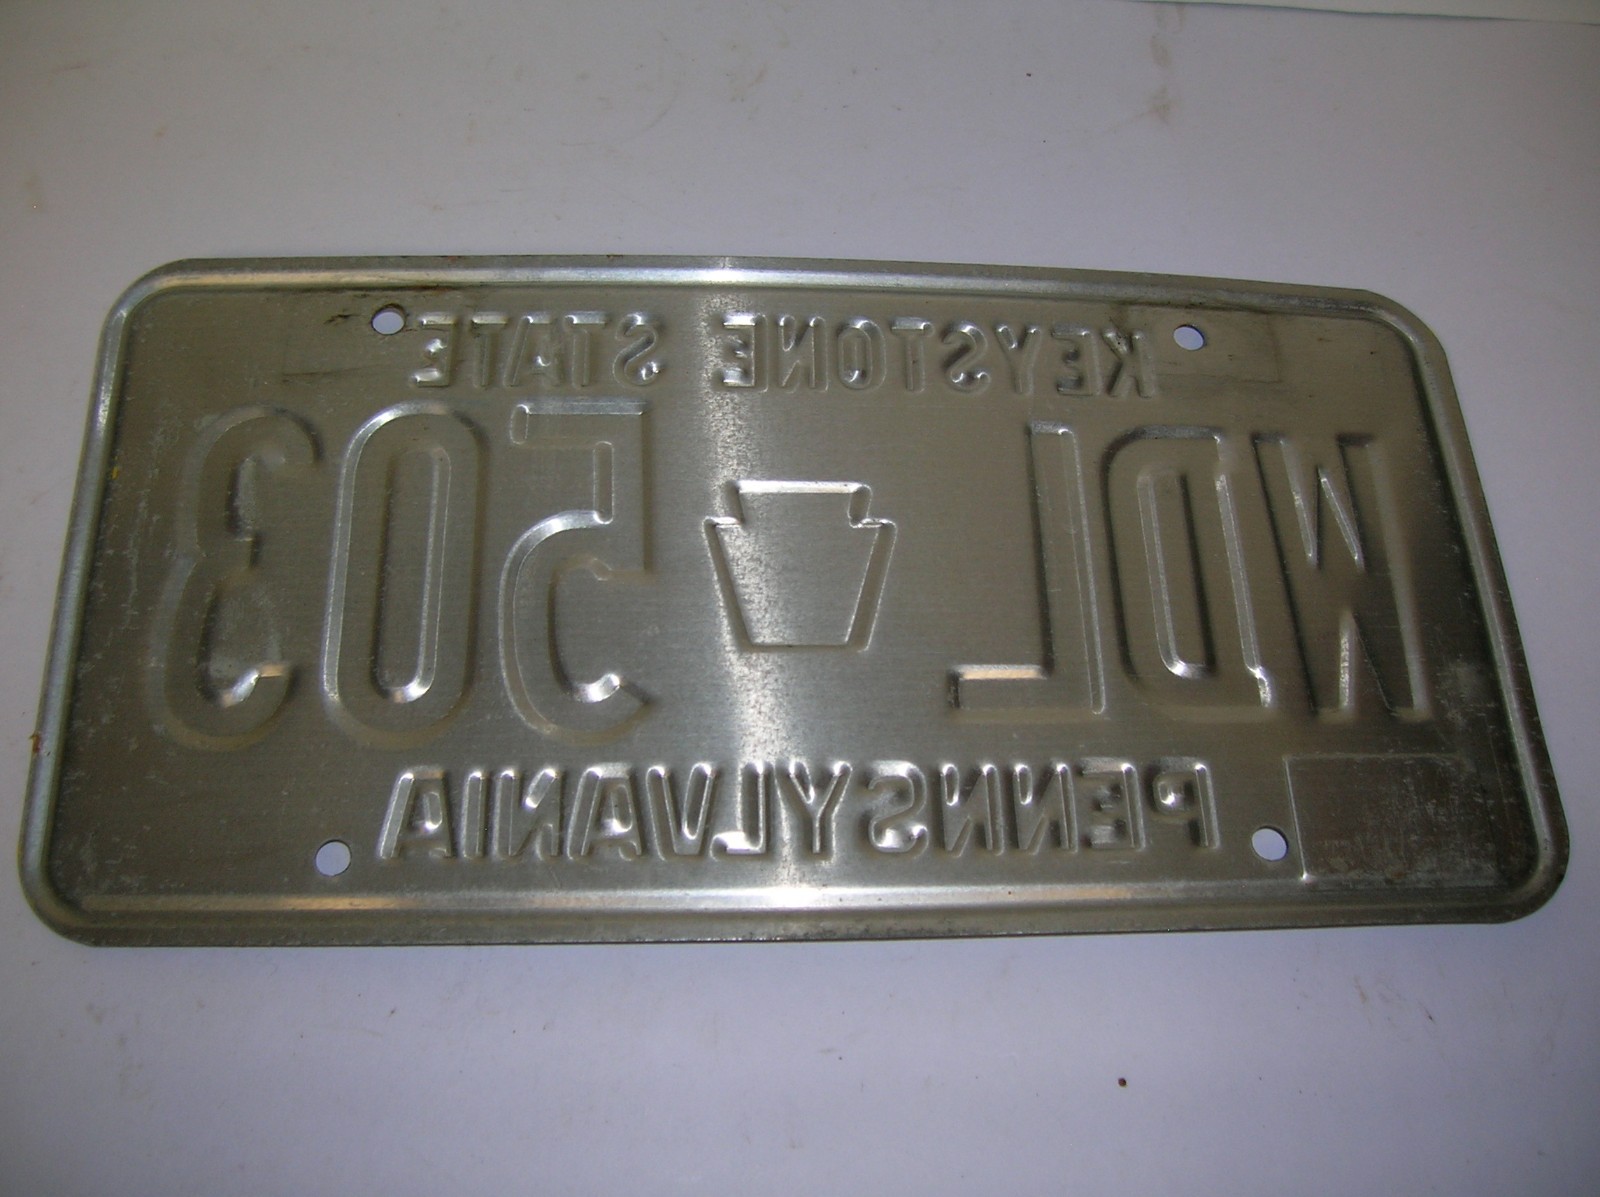 KEYSTONE STATE
WDL 503
PENNSYLVANIA